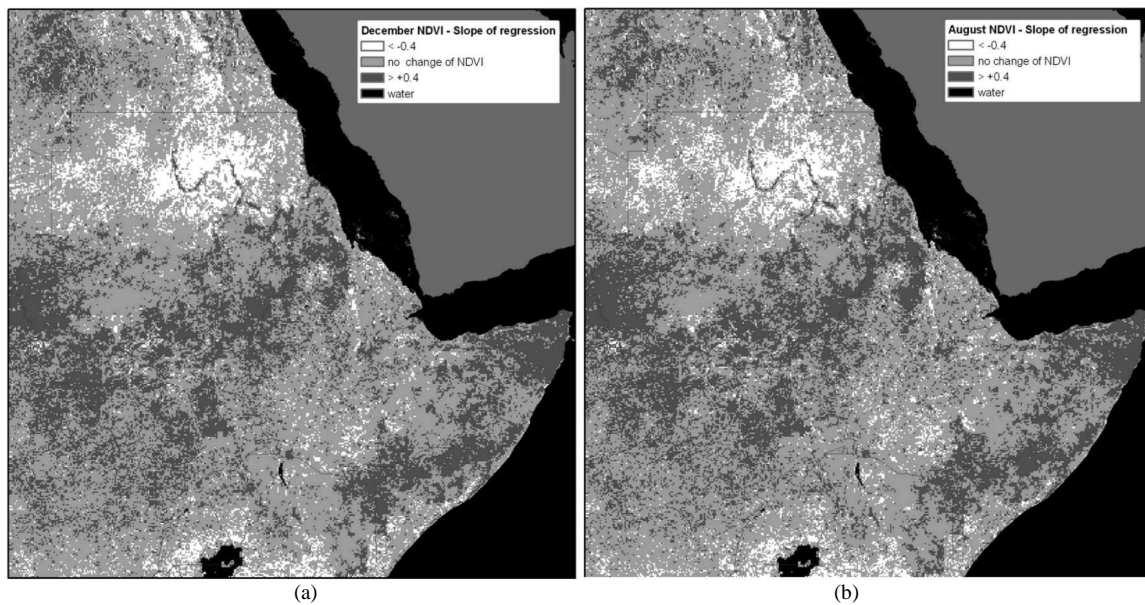 December NDVI - Slope of regression
< -0.4
no change of NDVI
> +0.4
water
August NDVI - Slope of regression
< -0.4
no change of NDVI
> +0.4
water
(a)
(b)